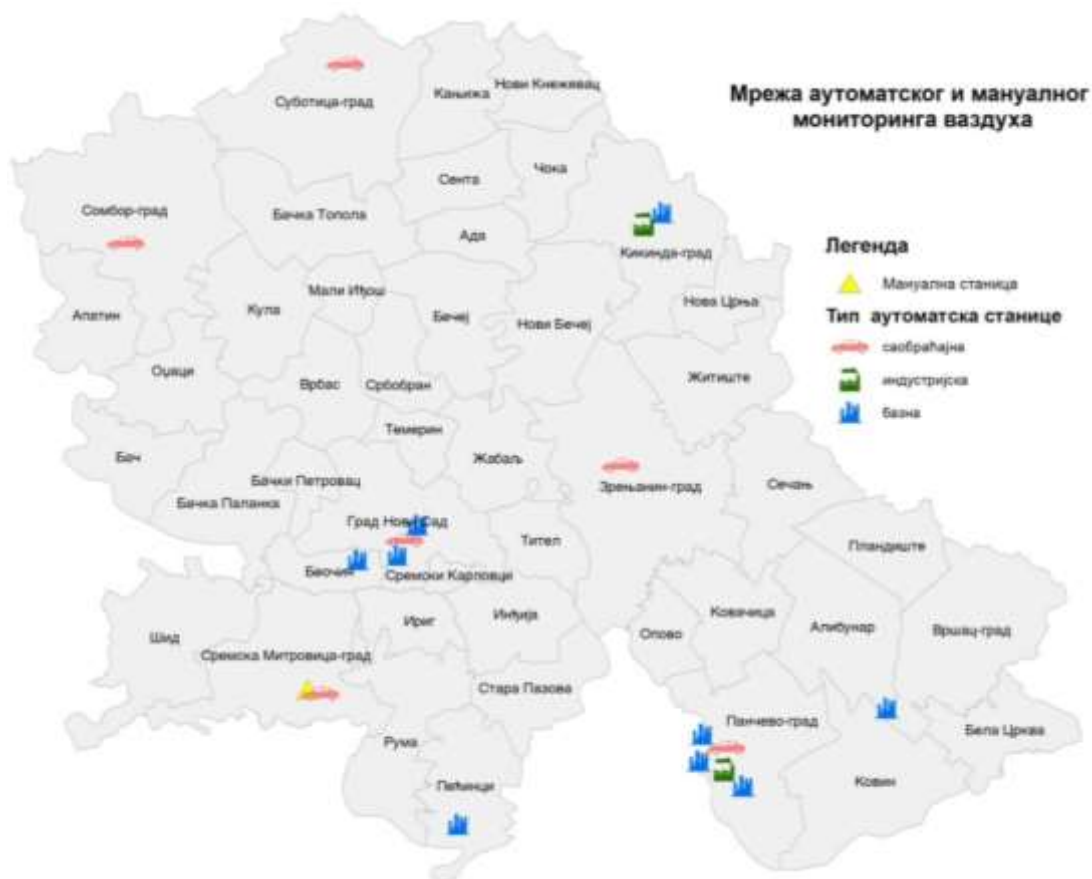 Мрежа аутоматског и мануалног
мониторинга ваздуха
Суботица-град
Кањижа
Нови Кнежевац
Чока
Сента
Сомбор-град
Бачка Топола
Ада
Кикинда-град
Легенда
Мануална станица
Тип аутоматска станице
саобраћајна
индустријска
базна
Апатин
Кула
Мали Иђош
Бечеј
Нови Бечеј
Нова Црња
Оџаци
Врбас
Србобран
Житиште
Темерин
Бач
Бачки Петровац
Жабаљ
Бачка Паланка
Зрењанин-град
Сечањ
Град Нови Сад
Тител
Пландиште
Беочин
Сремски Карловци
Шид
Ириг
Инђија
Опово
Ковачица
Алибунар
Вршац-град
Сремска Митровица-град
Стара Пазова
Панчево-град
Бела Црква
Рума
Пећинци
Ковин